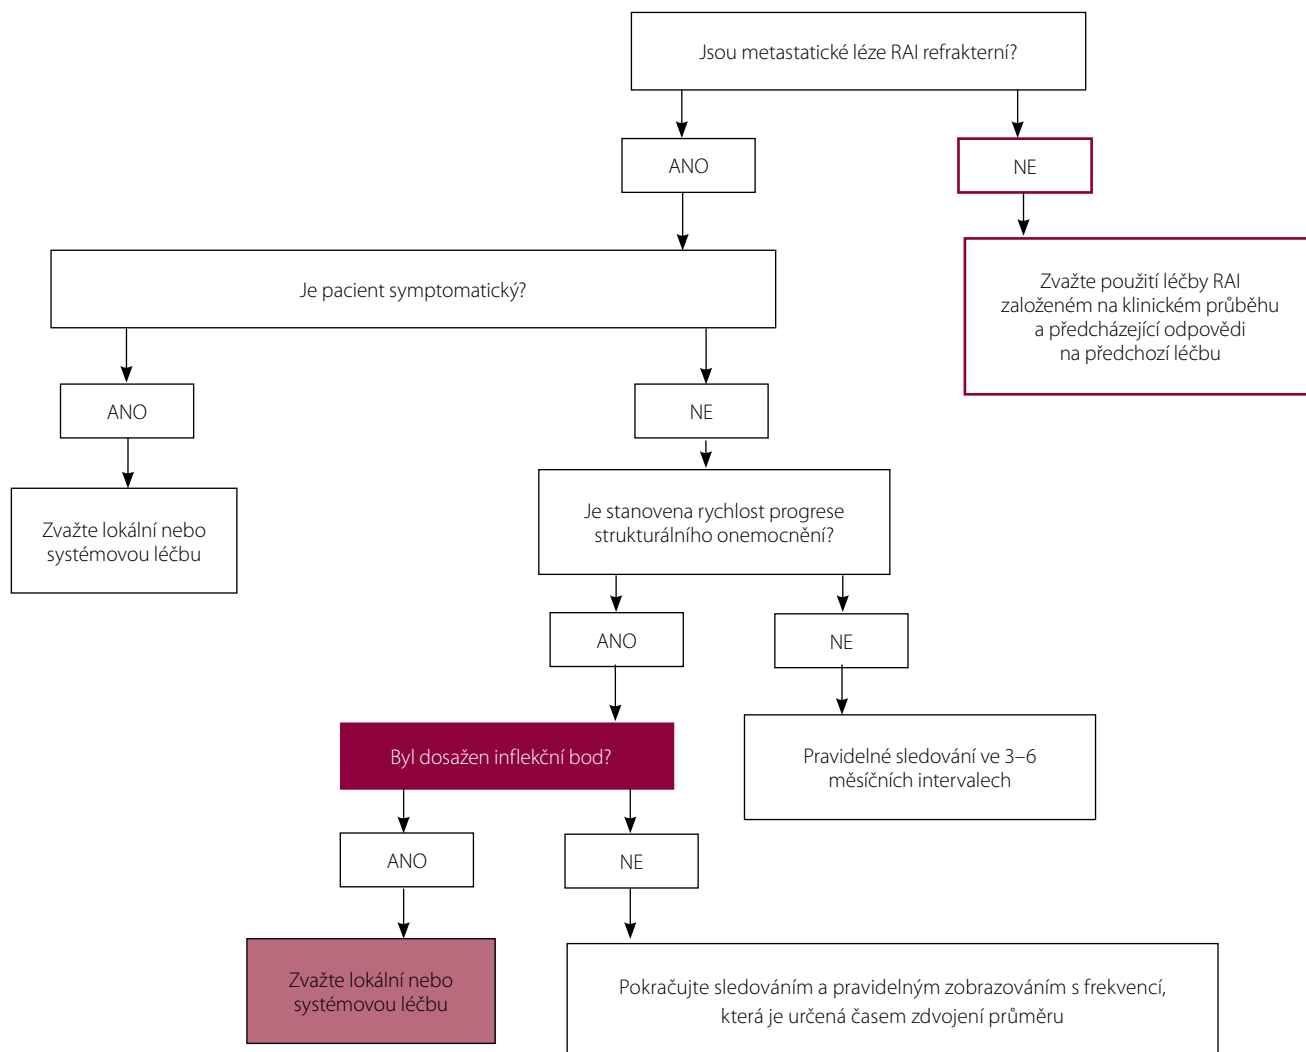 Jsou metastatické léze RAI refrakterní?
ANO
NE
Je pacient symptomatický?
Zvažte použití léčby RAI
založeném na klinickém průběhu
a předcházející odpovědi
na předchozí léčbu
ANO
NE
Zvažte lokální nebo
systémovou léčbu
Je stanovena rychlost progrese
strukturálního onemocnění?
ANO
NE
Byl dosažen inflekční bod?
Pravidelné sledování ve 3–6
měsíčních intervalech
ANO
NE
Zvažte lokální nebo
systémovou léčbu
Pokračujte sledováním a pravidelným zobrazováním s frekvencí,
která je určená časem zdvojení průměru